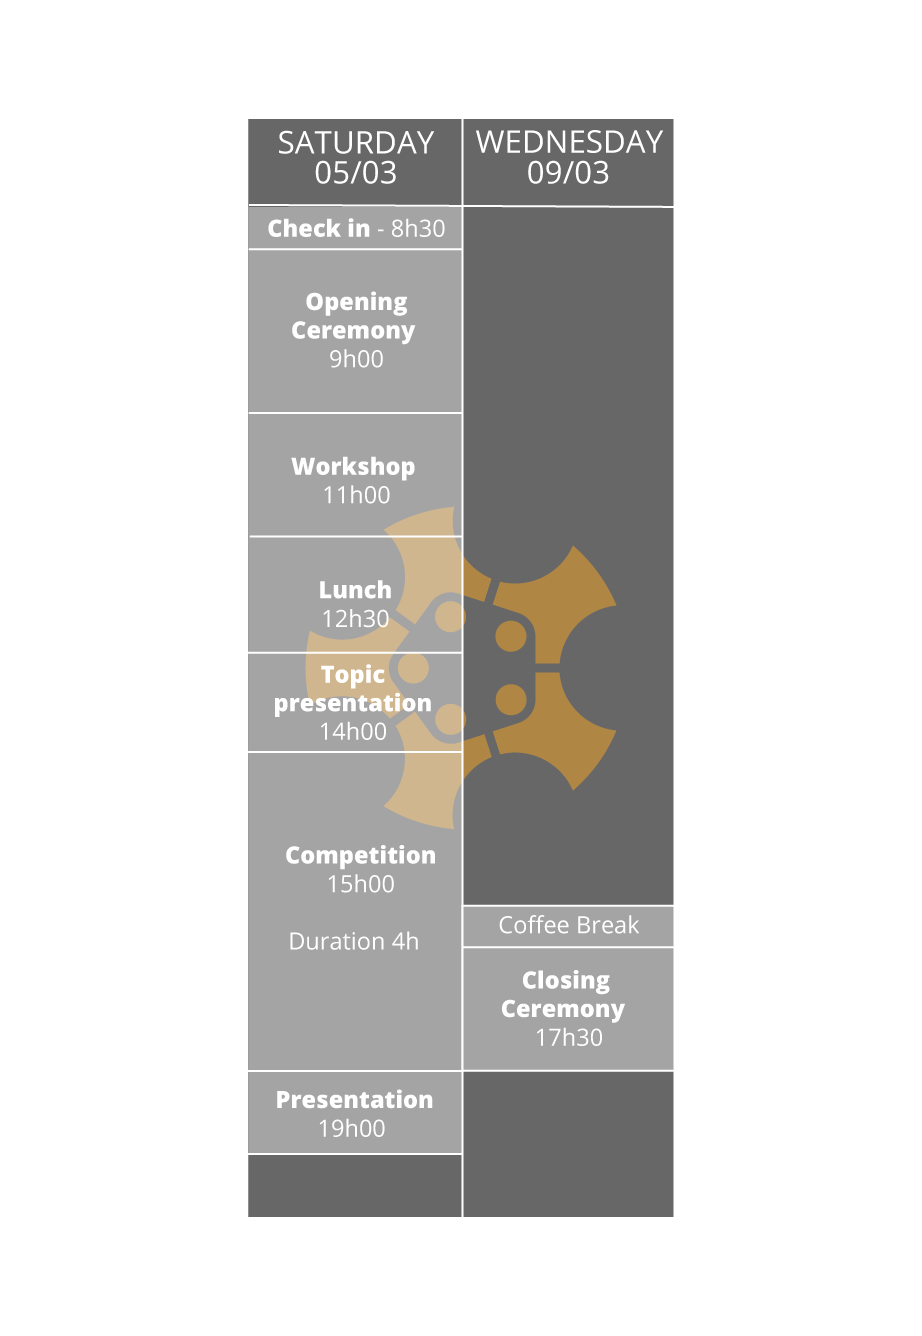 SATURDAY
05/03
Check in - 8h30
Opening
Ceremony
9h00
Workshop
11h00
Lunch
12h30
Topic
presentation
14h00
Competition
15h00
Duration 4h
Presentation
19h00
WEDNESDAY
09/03
Coffee Break
Closing
Ceremony
17h30